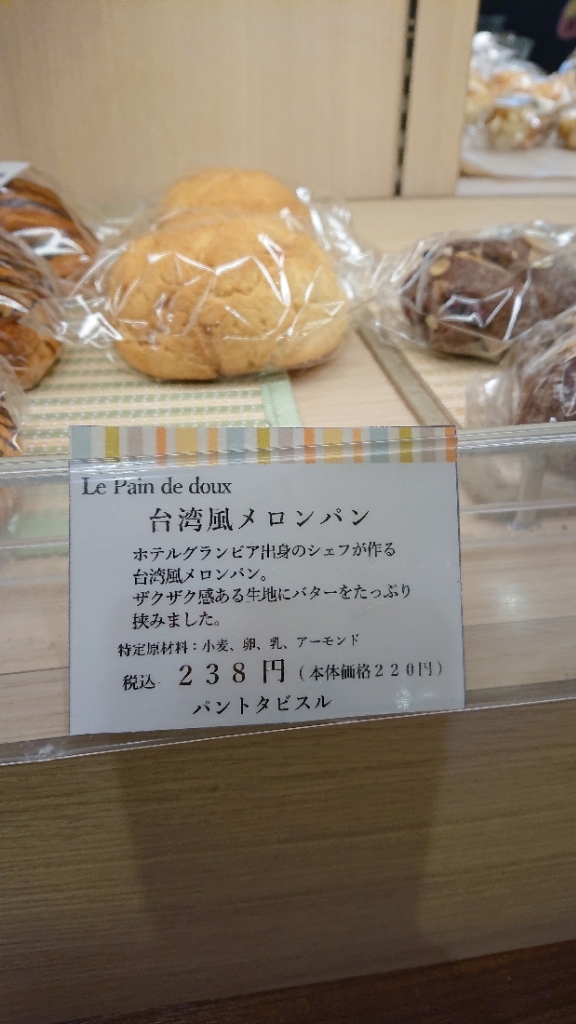 Le Pain de doux
台湾風メロンパン
ホテルグランビア出身のシェフが作る
台湾風メロンパン。
ザクザク感ある生地にバターをたっぷり
挟みました。
特定原材料：小麦、卵、乳、アーモンド
税込 ２３８ 円 （本体価格２２０円）
パントタビスル